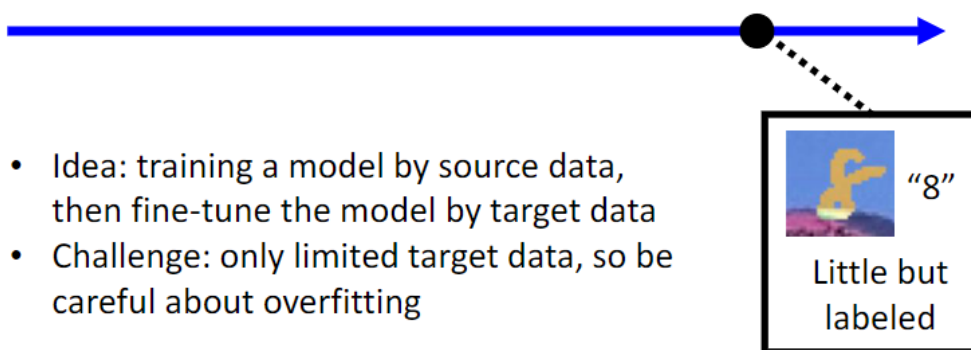 • Idea: training a model by source data,
then fine-tune the model by target data
• Challenge: only limited target data, so be
careful about overfitting
“8”
Little but
labeled